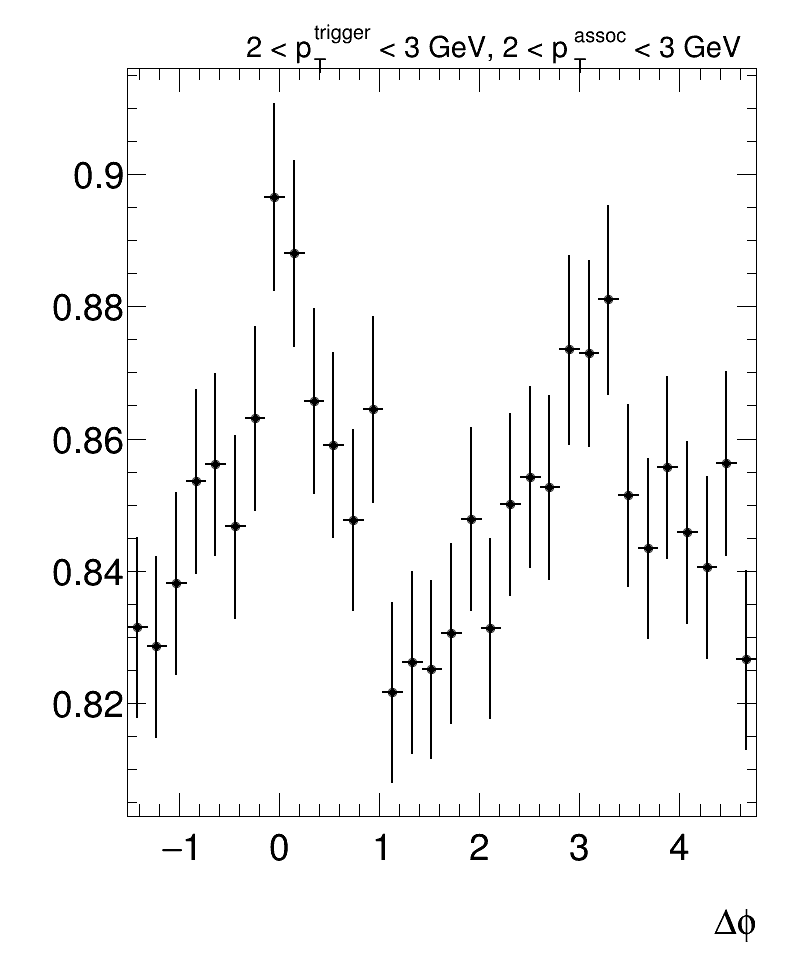 2 < p_T^trigger < 3 GeV, 2 < p_T^assoc < 3 GeV
0.9
0.88
0.86
0.84
0.82
−1 0 1 2 3 4
Δϕ